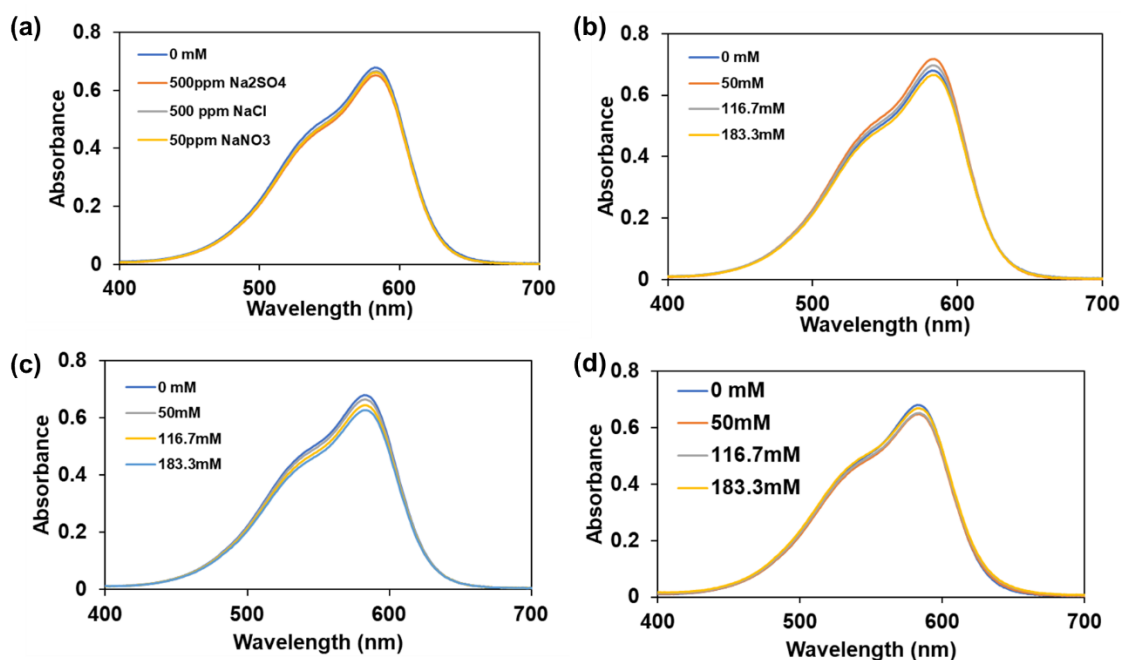 (a)
0.8
0.6
0.4
0.2
0
400
500
600
700
Absorbance
Wavelength (nm)
0 mM
500ppm Na2SO4
500 ppm NaCl
50ppm NaNO3
(b)
0.8
0.6
0.4
0.2
0
400
500
600
700
Absorbance
Wavelength (nm)
0 mM
50mM
116.7mM
183.3mM
(c)
0.8
0.6
0.4
0.2
0
400
500
600
700
Absorbance
Wavelength (nm)
0 mM
50mM
116.7mM
183.3mM
(d)
0.8
0.6
0.4
0.2
0
400
500
600
700
Absorbance
Wavelength (nm)
0 mM
50mM
116.7mM
183.3mM